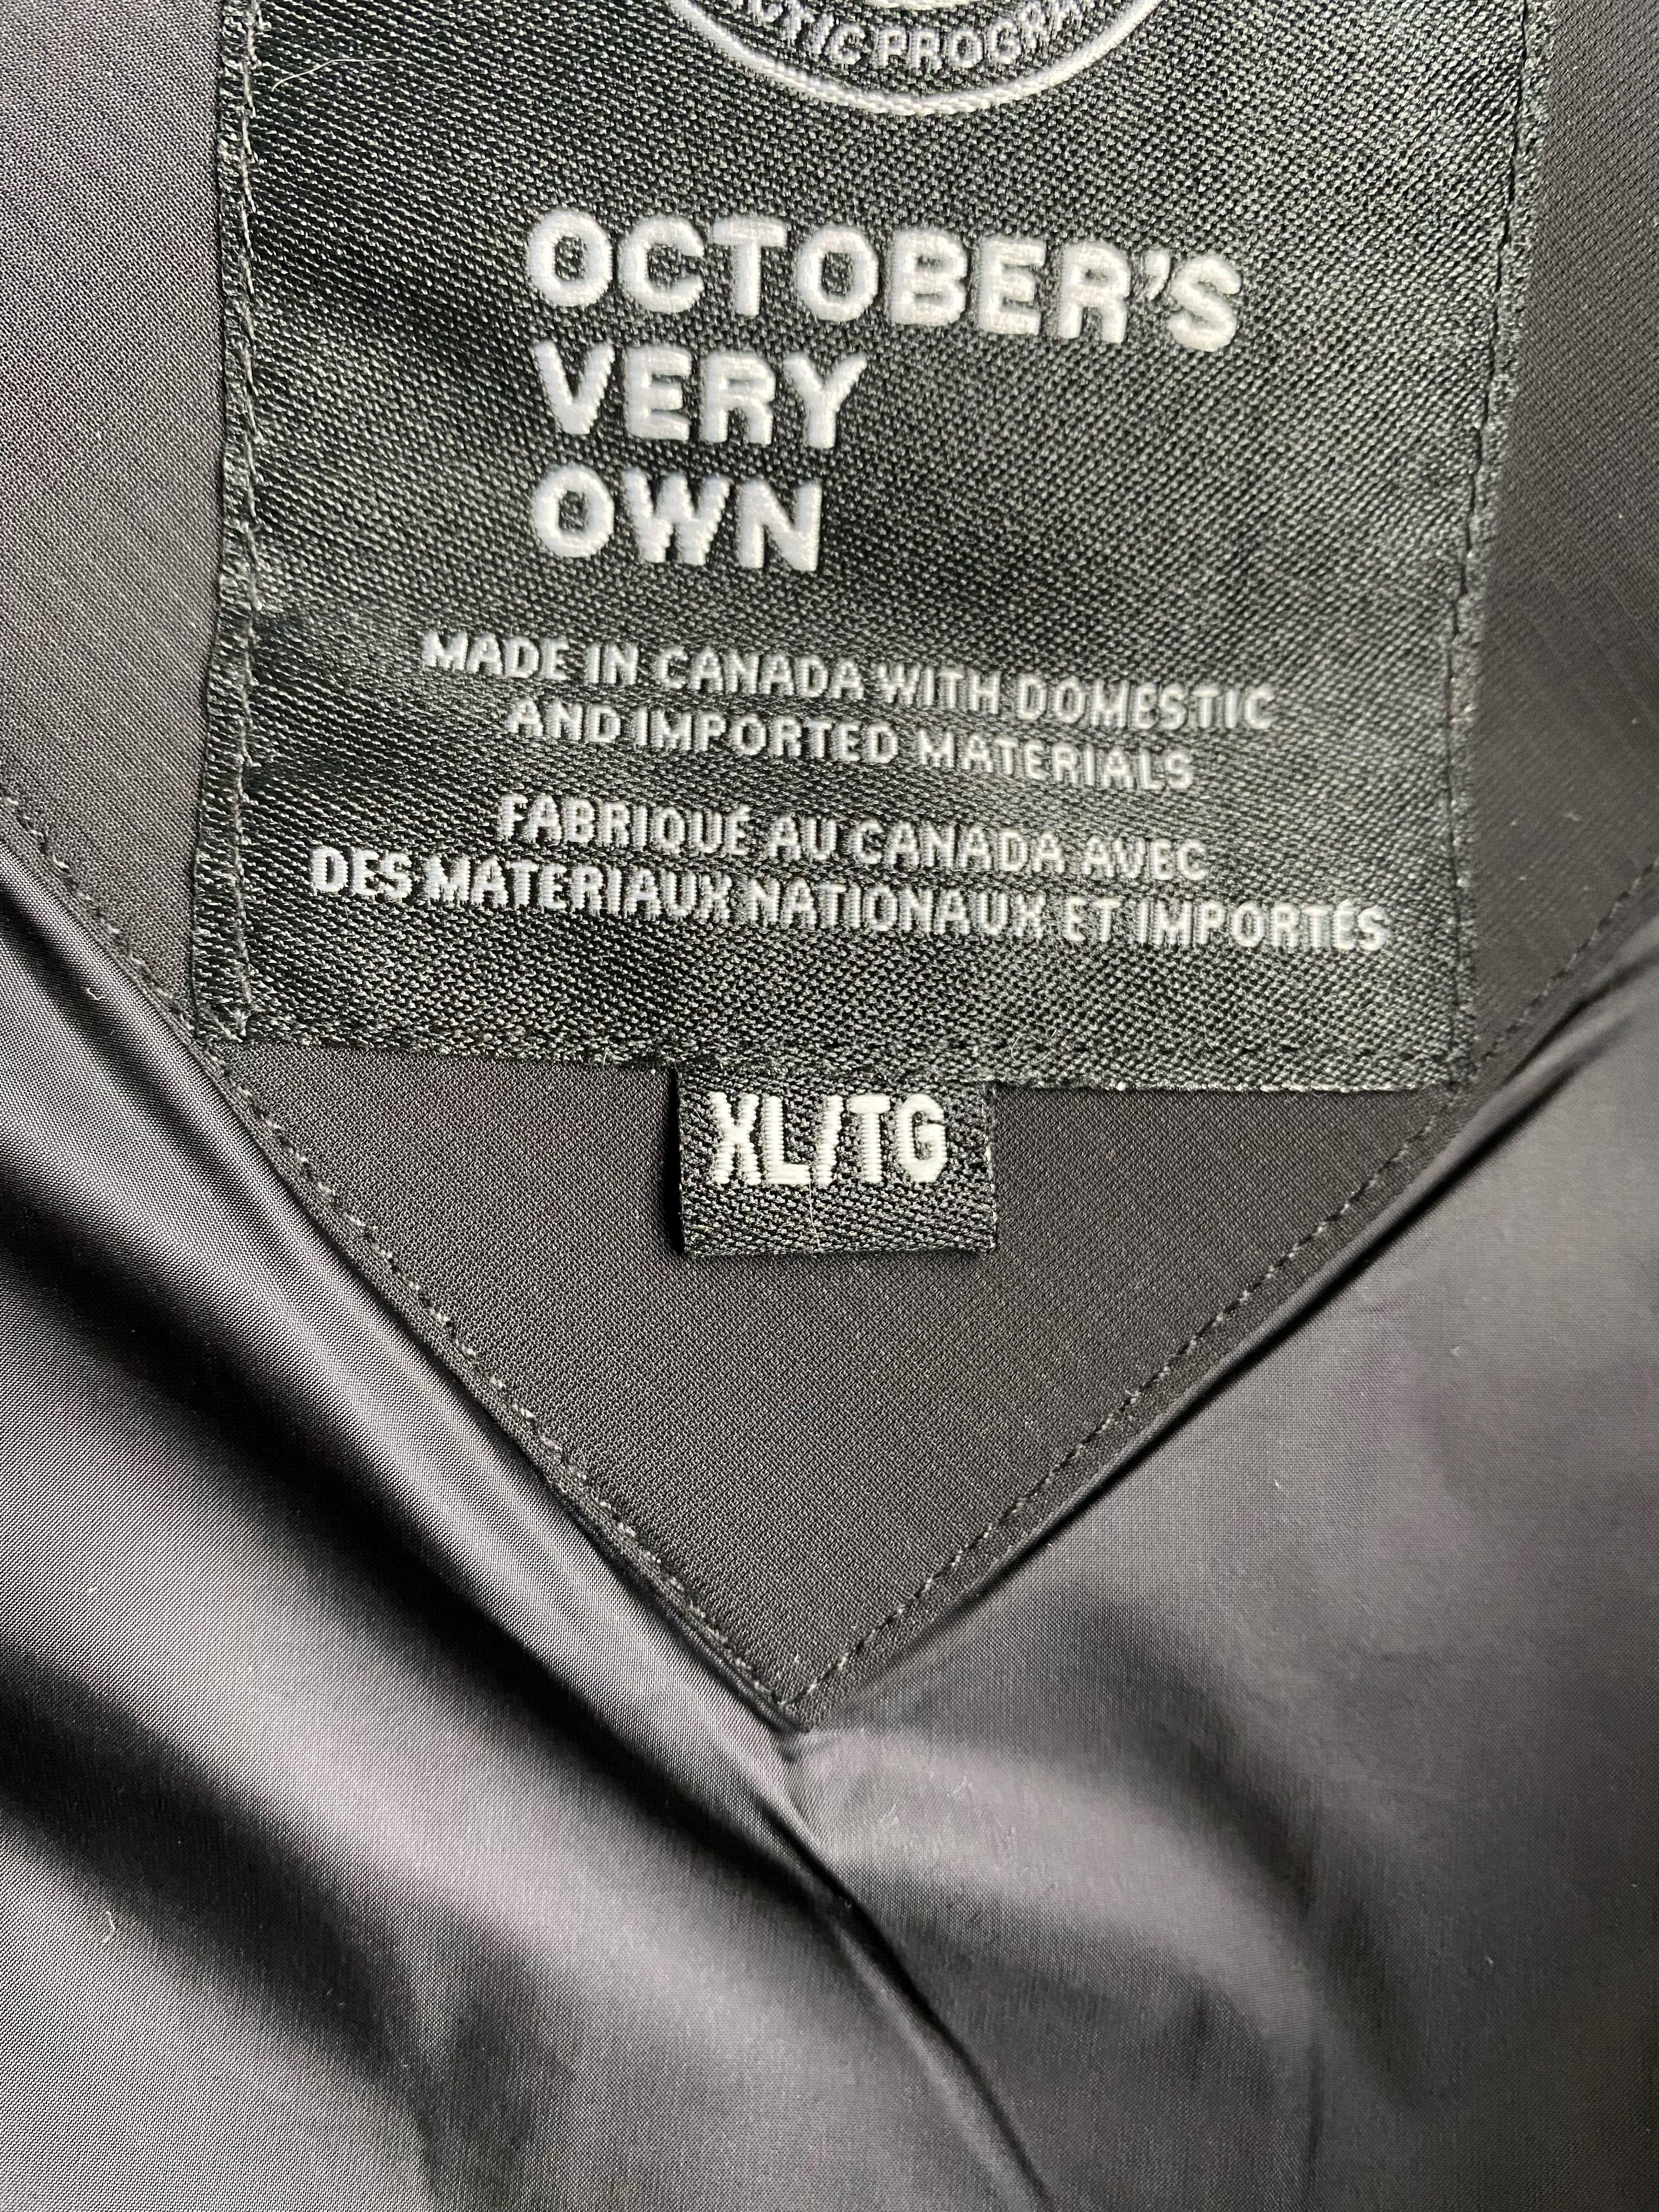 PROGRAM
OCTOBER'S
VERY
OWN
MADE IN CANADA WITH DOMESTIC
AND IMPORTED MATERIALS
FABRIQUÉ AU CANADA AVEC
DES MATERIAUX NATIONAUX ET IMPORTÉS
XL/TG